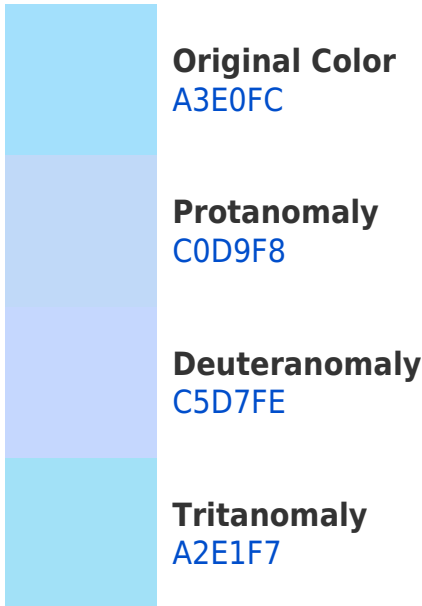 Original Color
A3E0FC
Protanomaly
C0D9F8
Deuteranomaly
C5D7FE
Tritanomaly
A2E1F7